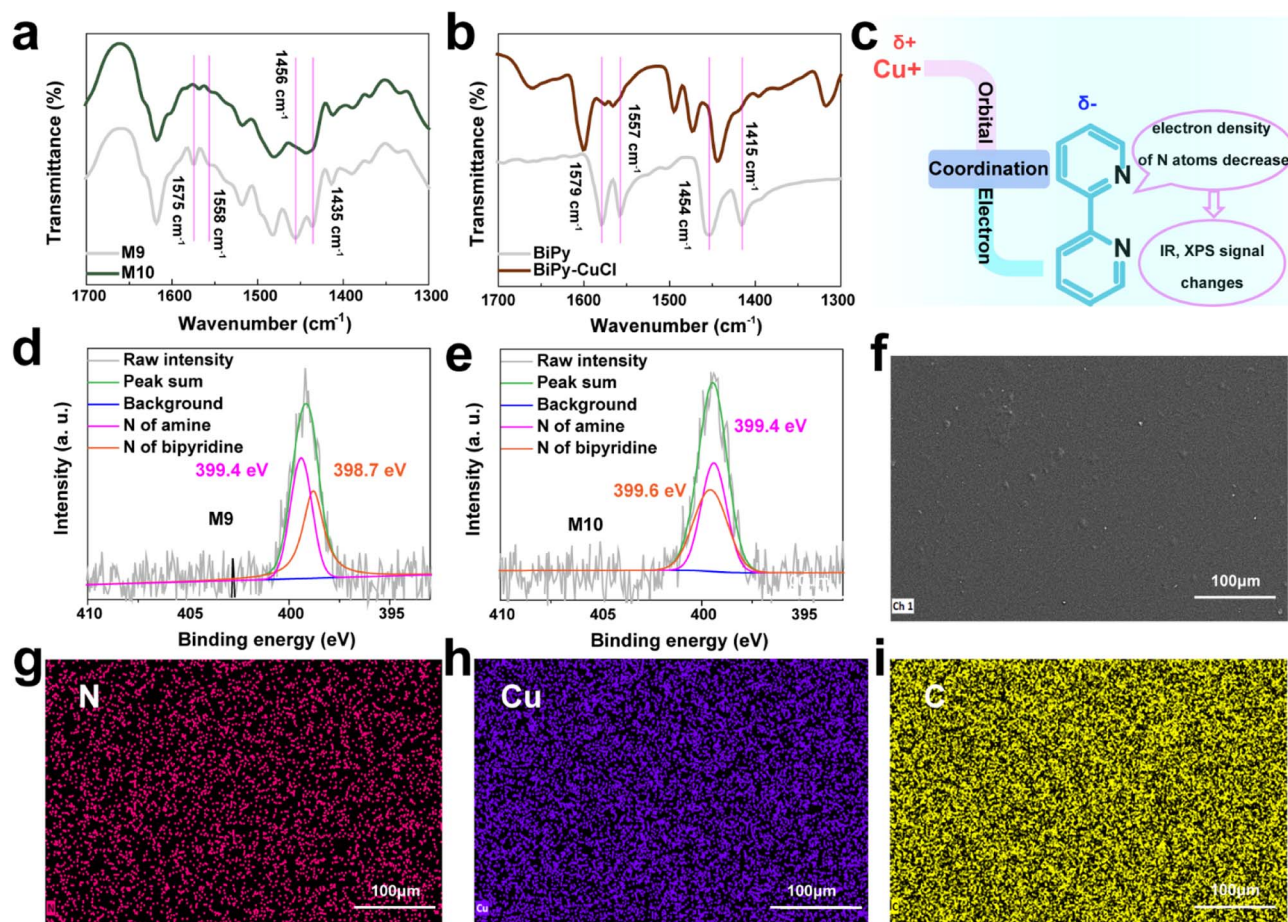 a
Transmittance (%)
1456 cm⁻¹
1575 cm⁻¹
1558 cm⁻¹
1435 cm⁻¹
M9
M10
1700 1600 1500 1400 1300
Wavenumber (cm⁻¹)
b
Transmittance (%)
1557 cm⁻¹
1415 cm⁻¹
1579 cm⁻¹
1454 cm⁻¹
BiPy
BiPy-CuCl
1700 1600 1500 1400 1300
Wavenumber (cm⁻¹)
c
δ+
Cu+
Orbital
Coordination
Electron
δ-
N
N
electron density
of N atoms decrease
IR, XPS signal
changes
d
Intensity (a. u.)
Raw intensity
Peak sum
Background
N of amine
N of bipyridine
399.4 eV 398.7 eV
M9
410 405 400 395
Binding energy (eV)
e
Intensity (a. u.)
Raw intensity
Peak sum
Background
N of amine
N of bipyridine
399.4 eV
399.6 eV
M10
410 405 400 395
Binding energy (eV)
f
Ch 1
100μm
g
N
100μm
h
Cu
Cu
100μm
i
C
100μm